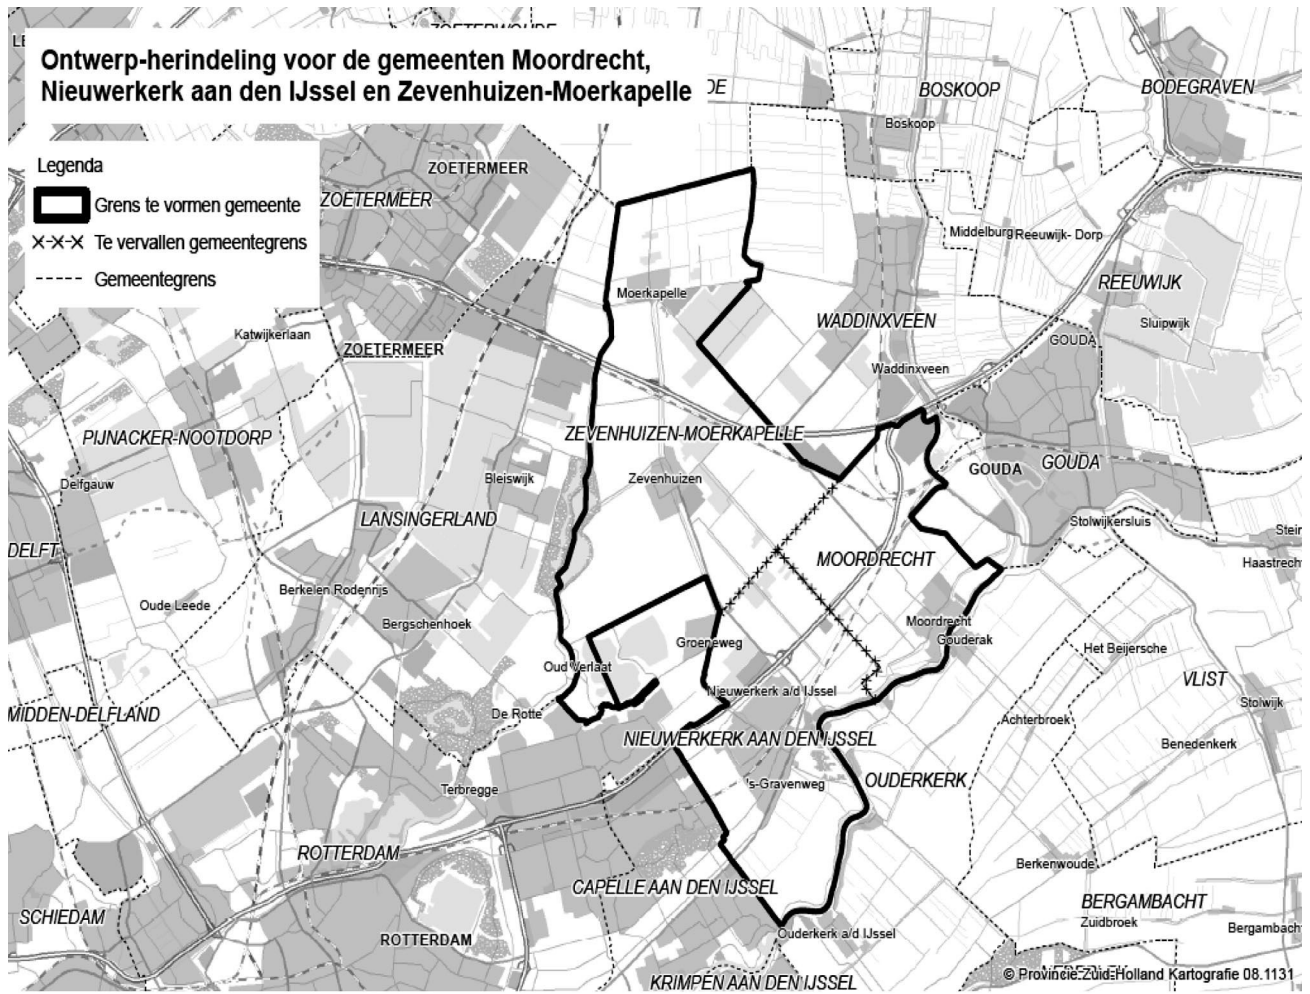 ZOETERWOUDE
Ontwerp-herindeling voor de gemeenten Moordrecht,
Nieuwerkerk aan den IJssel en Zevenhuizen-Moerkapelle
Legenda
Grens te vormen gemeente
Te vervallen gemeentegrens
Gemeentegrens
BOSKOOP
BODEGRAVEN
Boskoop
ZOETERMEER
ZOETERMEER
Middelburg
Reeuwijk- Dorp
REEUWIJK
Moerkapelle
WADDINXVEEN
Sluipwijk
Katwijkerlaan
ZOETERMEER
GOUDA
Waddinxveen
PIJNACKER-NOOTDORP
ZEVENHUIZEN-MOERKAPELLE
GOUDA
GOUDA
Delfgauw
Bleiswijk
Zevenhuizen
LANSINGERLAND
Stolwijkersluis
DELFT
MOORDRECHT
Haastrecht
Berkelen Rodenrijs
Oude Leede
Bergschenhoek
Moordrecht
Groeneweg
Gouderak
Het Beijersche
Oud Verlaat
VLIST
Nieuwerkerk a/d IJssel
Stolwijk
MIDDEN-DELFLAND
De Rotte
Achterbroek
NIEUWERKERK AAN DEN IJSSEL
Benedenkerk
OUDERKERK
's-Gravenweg
Terbregge
ROTTERDAM
Berkenwoude
CAPELLE AAN DEN IJSSEL
BERGAMBACHT
SCHIEDAM
Zuidbroek
Bergambacht
ROTTERDAM
Ouderkerk a/d IJssel
KRIMPEN AAN DEN IJSSEL
© Provincie Zuid-Holland Kartografie 08.1131